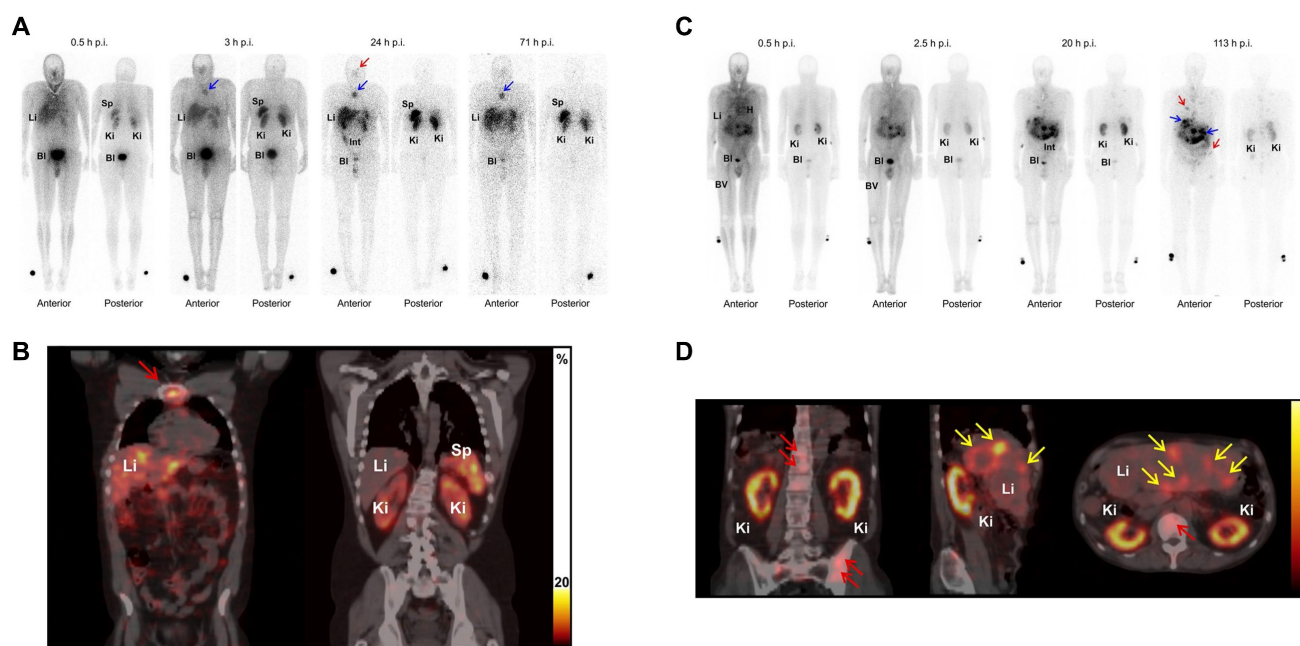 A
0.5 h p.i.
3 h p.i.
24 h p.i.
71 h p.i.
Sp
Li
Ki
Ki
Bl
Bl
Sp
Li
Ki
Ki
Bl
Bl
Sp
Li
Ki
Ki
Int
Bl
Sp
Li
Ki
Ki
Bl
Anterior
Posterior
Anterior
Posterior
Anterior
Posterior
Anterior
Posterior
B
%
Li
Li
Sp
Ki
Ki
20
C
0.5 h p.i.
2.5 h p.i.
20 h p.i.
113 h p.i.
H
Li
Ki
Ki
Bl
BV
Ki
Ki
Bl
BV
Int
Ki
Ki
Bl
Ki
Ki
Anterior
Posterior
Anterior
Posterior
Anterior
Posterior
Anterior
Posterior
D
Ki
Ki
Li
Ki
Li
Ki
Ki